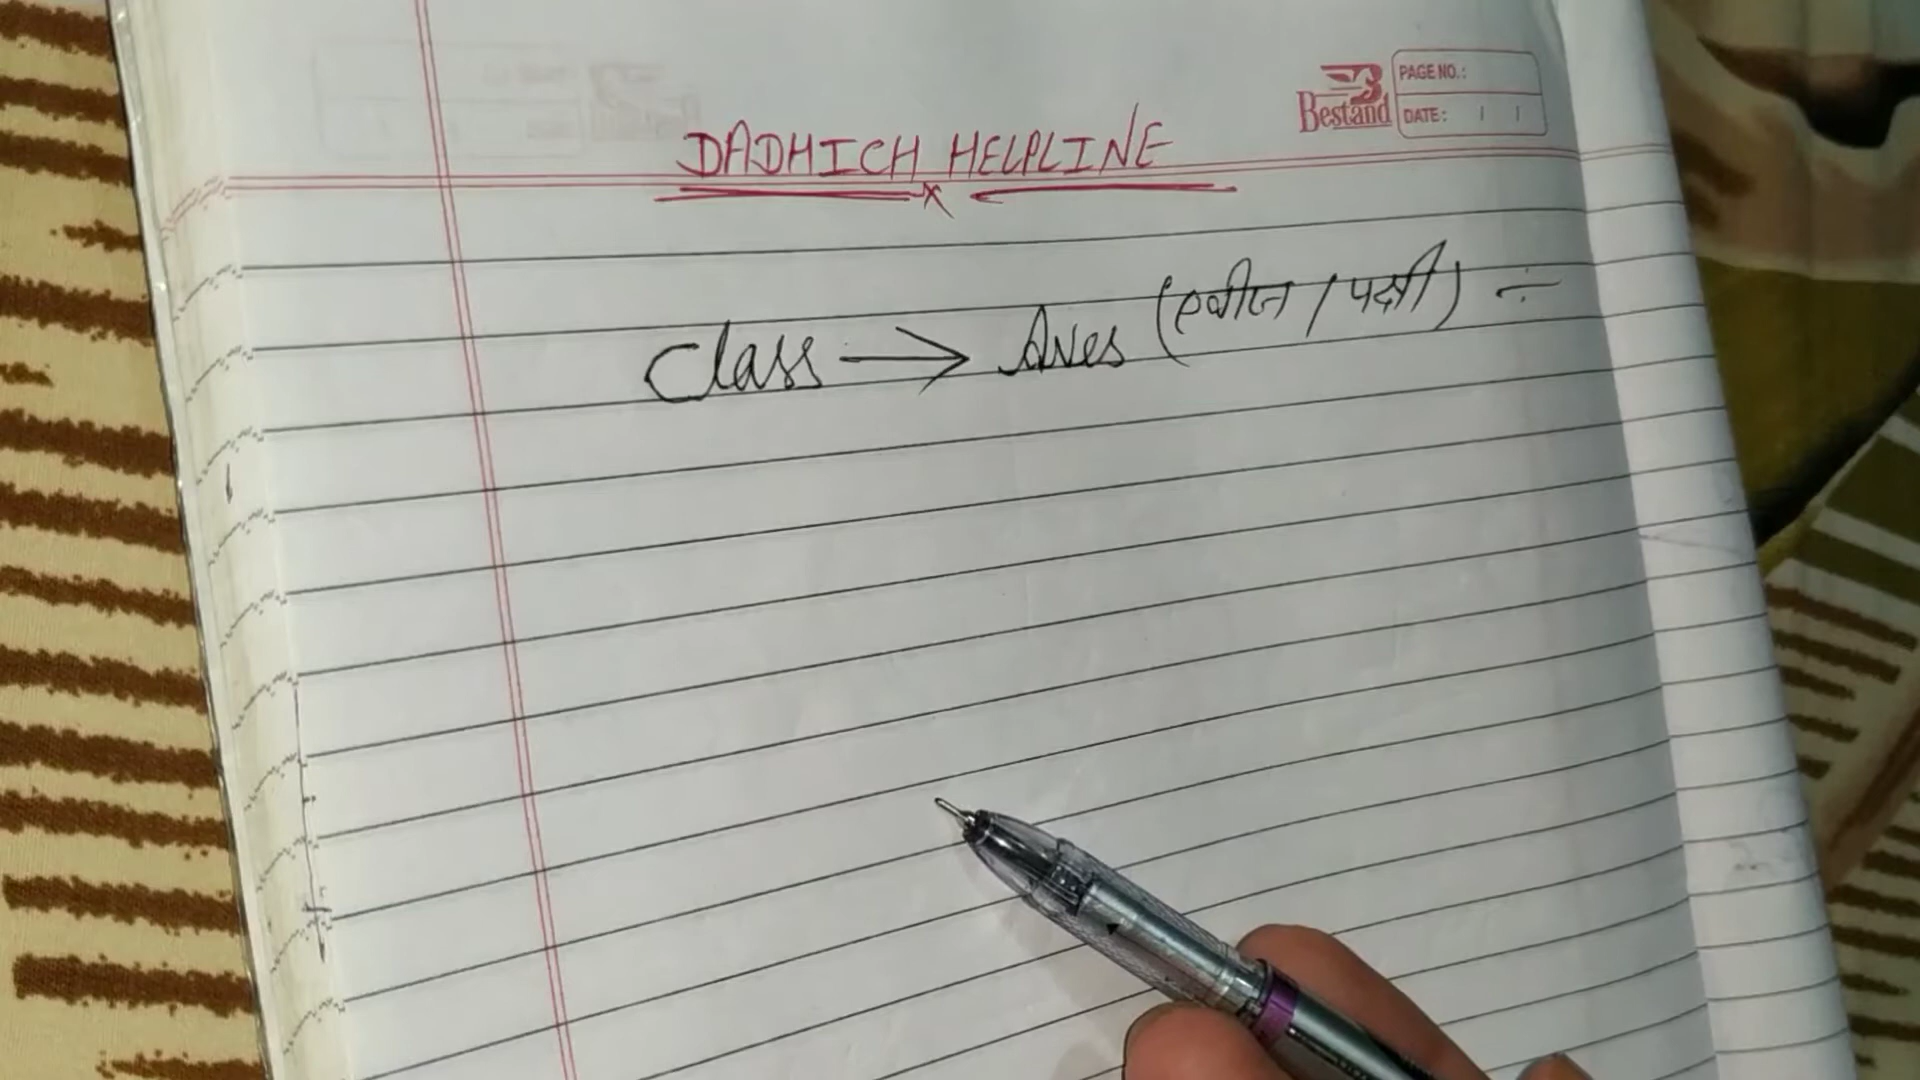 Bestand
PAGE NO.:
DATE: / /
DADHICH HELPLINE
Class → Aves (एवीज / पक्षी) ÷